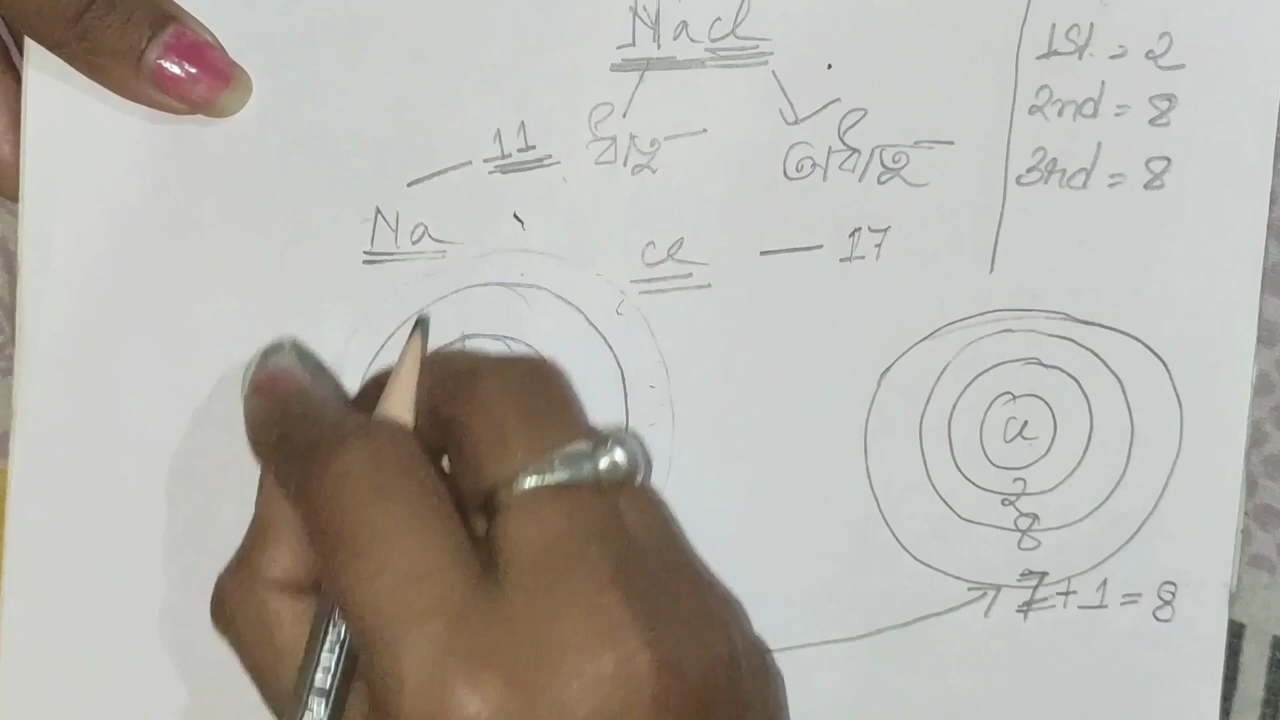 Nacl
1st = 2
2nd = 8
3rd = 8
11 ধাতু
অধাতু
Na
cl — 17
cl
2
8
7+1=8